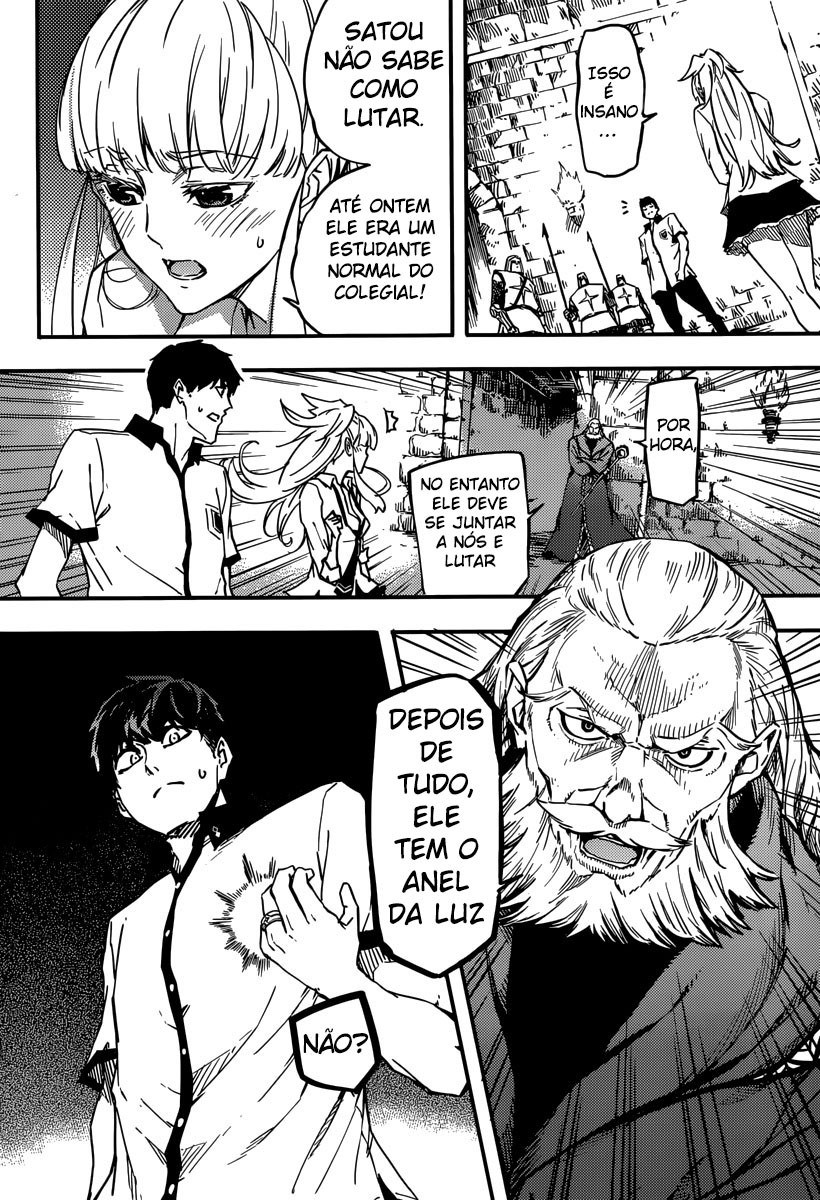 ISSO
É
INSANO
...
SATOU
NÃO SABE
COMO
LUTAR.
ATÉ ONTEM
ELE ERA UM
ESTUDANTE
NORMAL DO
COLEGIAL!
POR
HORA,
NO ENTANTO
ELE DEVE
SE JUNTAR
A NÓS E
LUTAR
DEPOIS
DE
TUDO,
ELE
TEM O
ANEL
DA LUZ
NÃO?